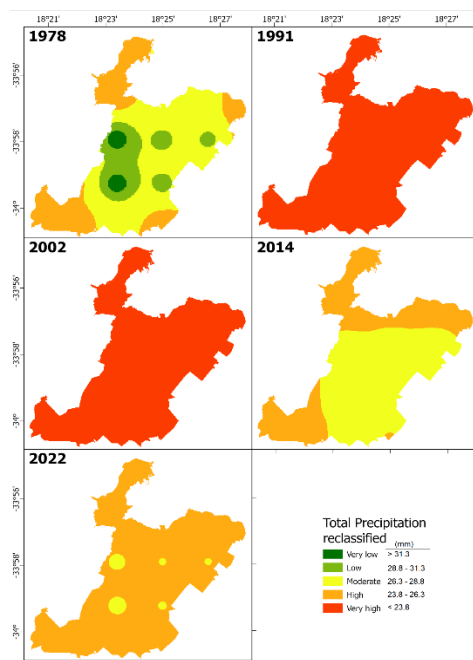 18°21' 18°23' 18°25' 18°27' 18°21' 18°23' 18°25' 18°27'
1978 1991
-33°56'
-33°58'
-34°
2002 2014
-33°56'
-33°58'
-34°
2022
-33°56'
-33°58'
-34°
Total Precipitation
reclassified (mm)
Very low > 31.3
Low 28.8 - 31.3
Moderate 26.3 - 28.8
High 23.8 - 26.3
Very high < 23.8